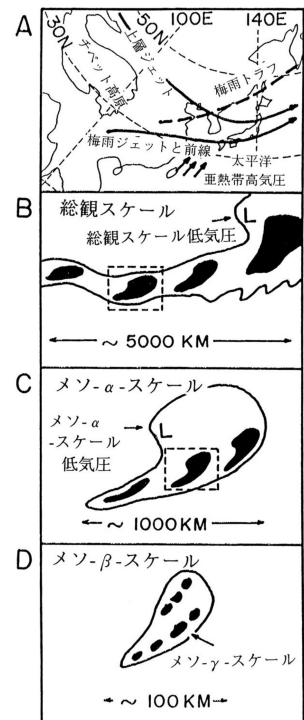 A
30N
50N
100E
140E
チベット高原
上層ジェット
梅雨トラフ
梅雨ジェットと前線
太平洋
亜熱帯高気圧
B
総観スケール
L
総観スケール低気圧
~ 5000 KM
C
メソ-α-スケール
メソ-α
-スケール
低気圧
L
~ 1000 KM
D
メソ-β-スケール
メソ-γ-スケール
~ 100 KM